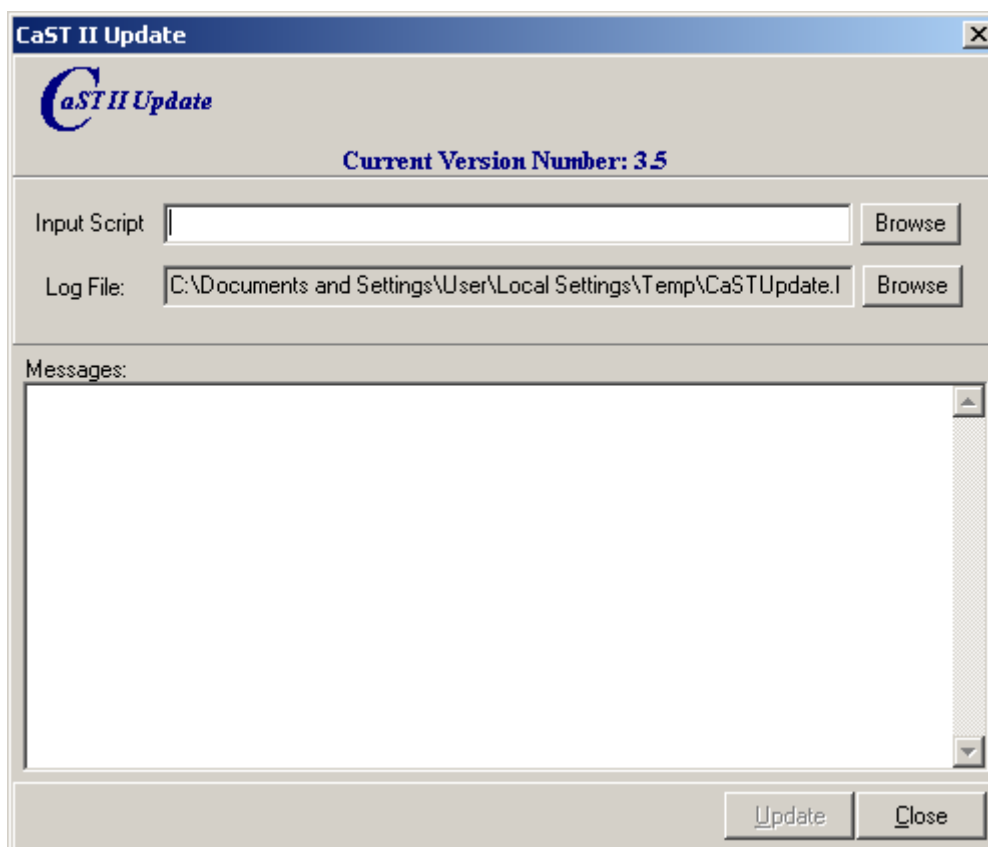 CaST II Update
CaST II Update
Current Version Number: 3.5
Input Script
Browse
Log File: C:\Documents and Settings\User\Local Settings\Temp\CaSTUpdate.l Browse
Messages:
Update Close